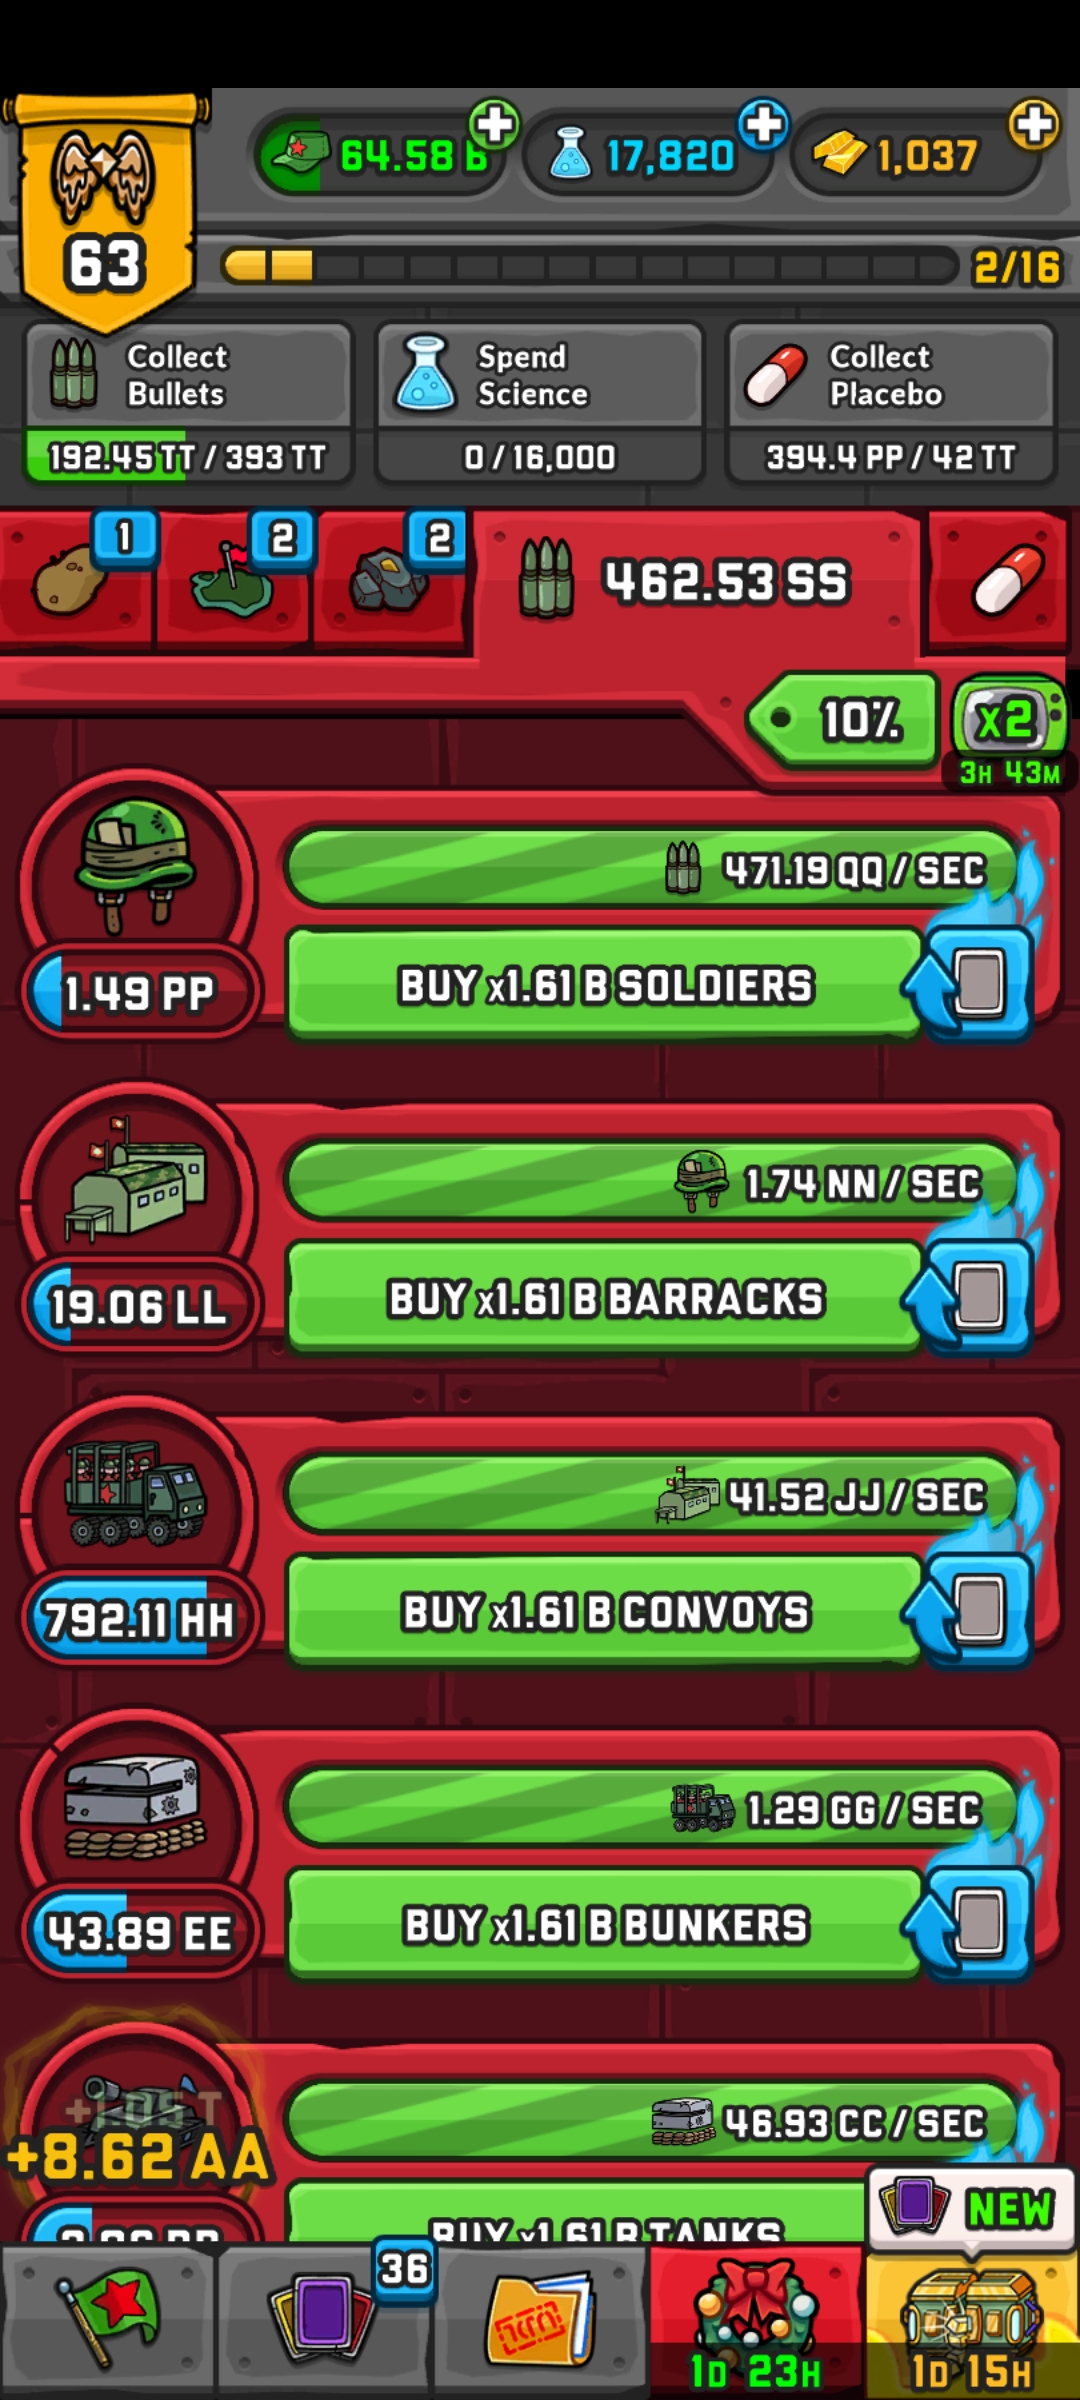 64.58 B
17,820
1,037
63
2/16
Collect
Bullets
Spend
Science
Collect
Placebo
192.45 TT / 393 TT
0 / 16,000
394.4 PP / 42 TT
1
2
2
462.53 SS
10%
x2
3H 43M
471.19 QQ / SEC
1.49 PP
BUY x1.61 B SOLDIERS
1.74 NN / SEC
19.06 LL
BUY x1.61 B BARRACKS
41.52 JJ / SEC
792.11 HH
BUY x1.61 B CONVOYS
1.29 GG / SEC
43.89 EE
BUY x1.61 B BUNKERS
46.93 CC / SEC
+8.62 AA
BUY x1.61 B TANKS
NEW
36
1D 23H
1D 15H